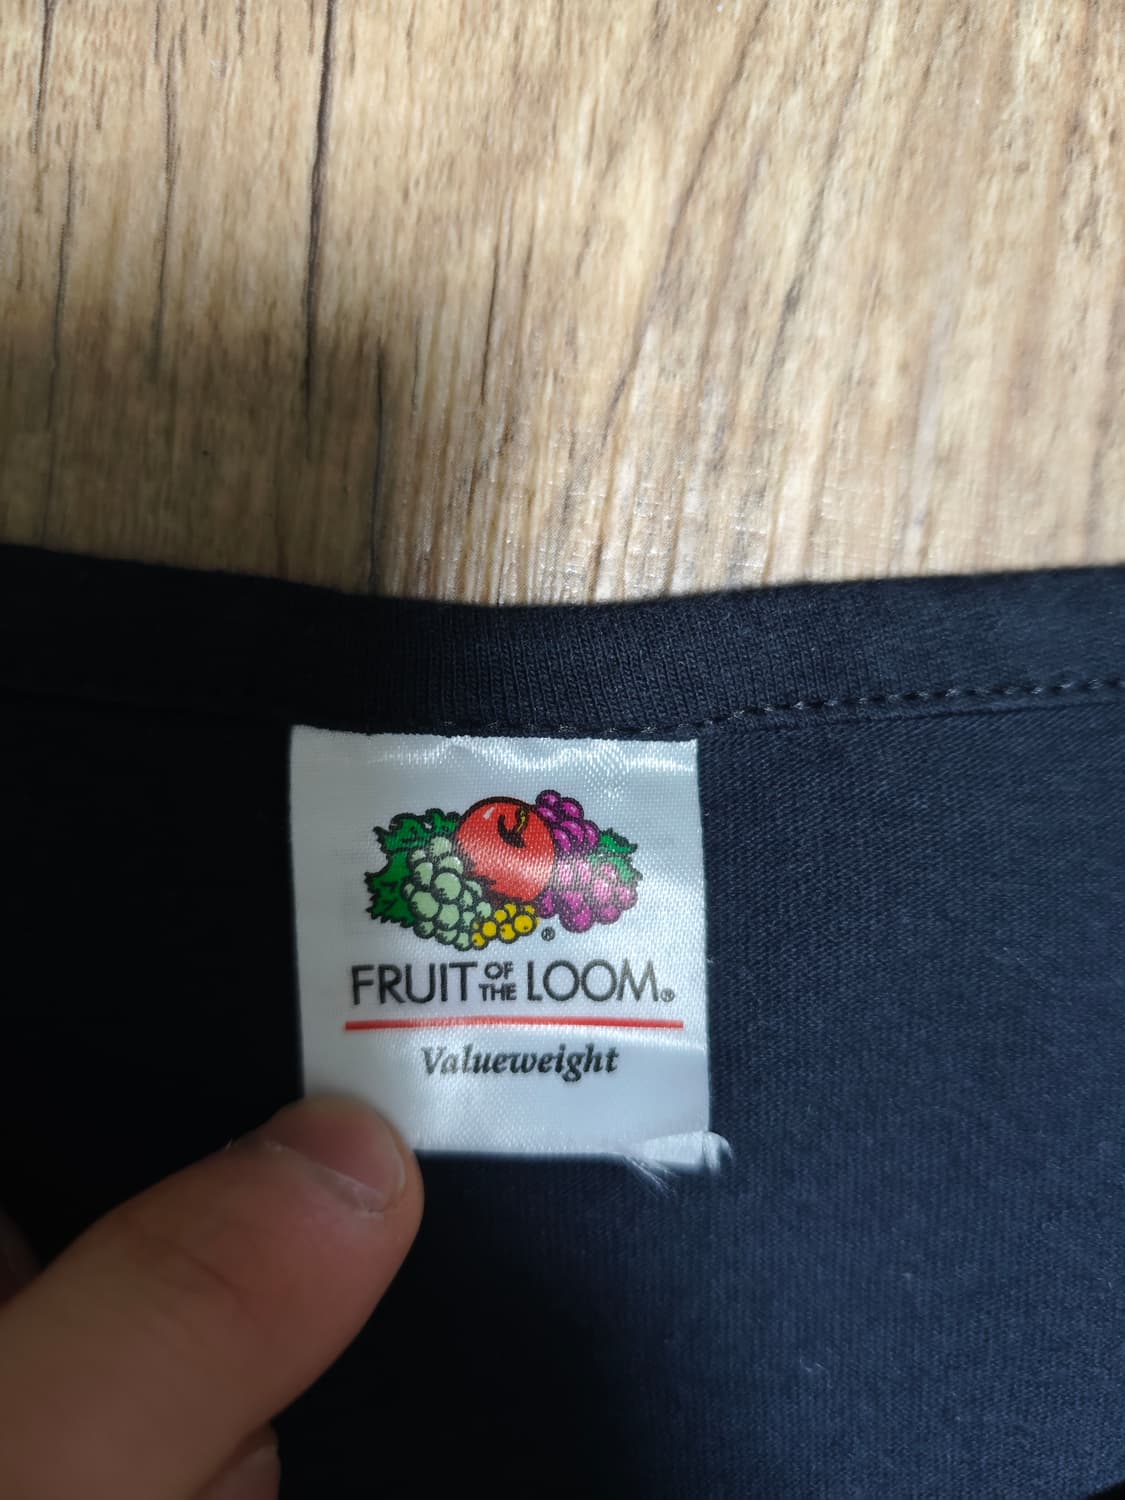 ®
FRUIT OF THE LOOM®
Valueweight